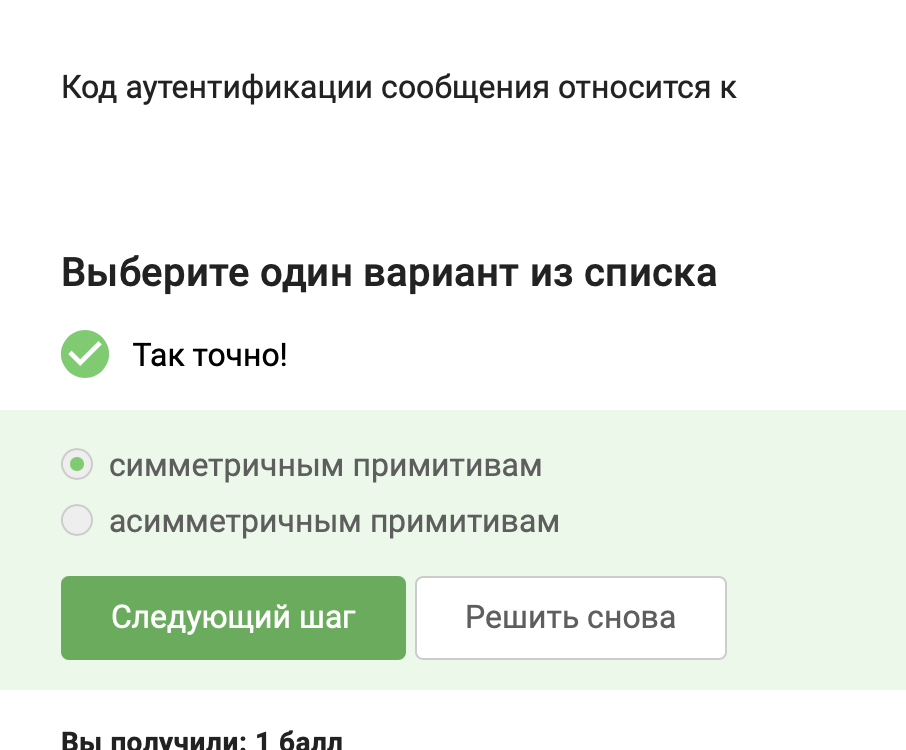 Код аутентификации сообщения относится к
Выберите один вариант из списка
Так точно!
симметричным примитивам
асимметричным примитивам
Следующий шаг
Решить снова
Вы получили: 1 балл